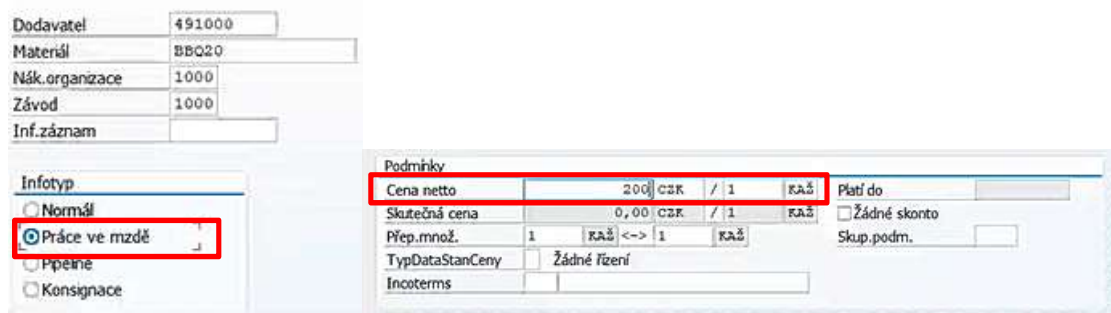 Dodavatel 491000
Materiál BBQ20
Nák.organizace 1000
Závod 1000
Inf.záznam
Infotyp
Normál
Práce ve mzdě
Pipeline
Konsignace
Podmínky
Cena netto 200 CZK / 1 KAŽ Platí do
Skutečná cena 0,00 CZK / 1 KAŽ Žádné skonto
Přep.množ. 1 KAŽ <-> 1 KAŽ Skup.podm.
TypDataStanCeny Žádné řízení
Incoterms